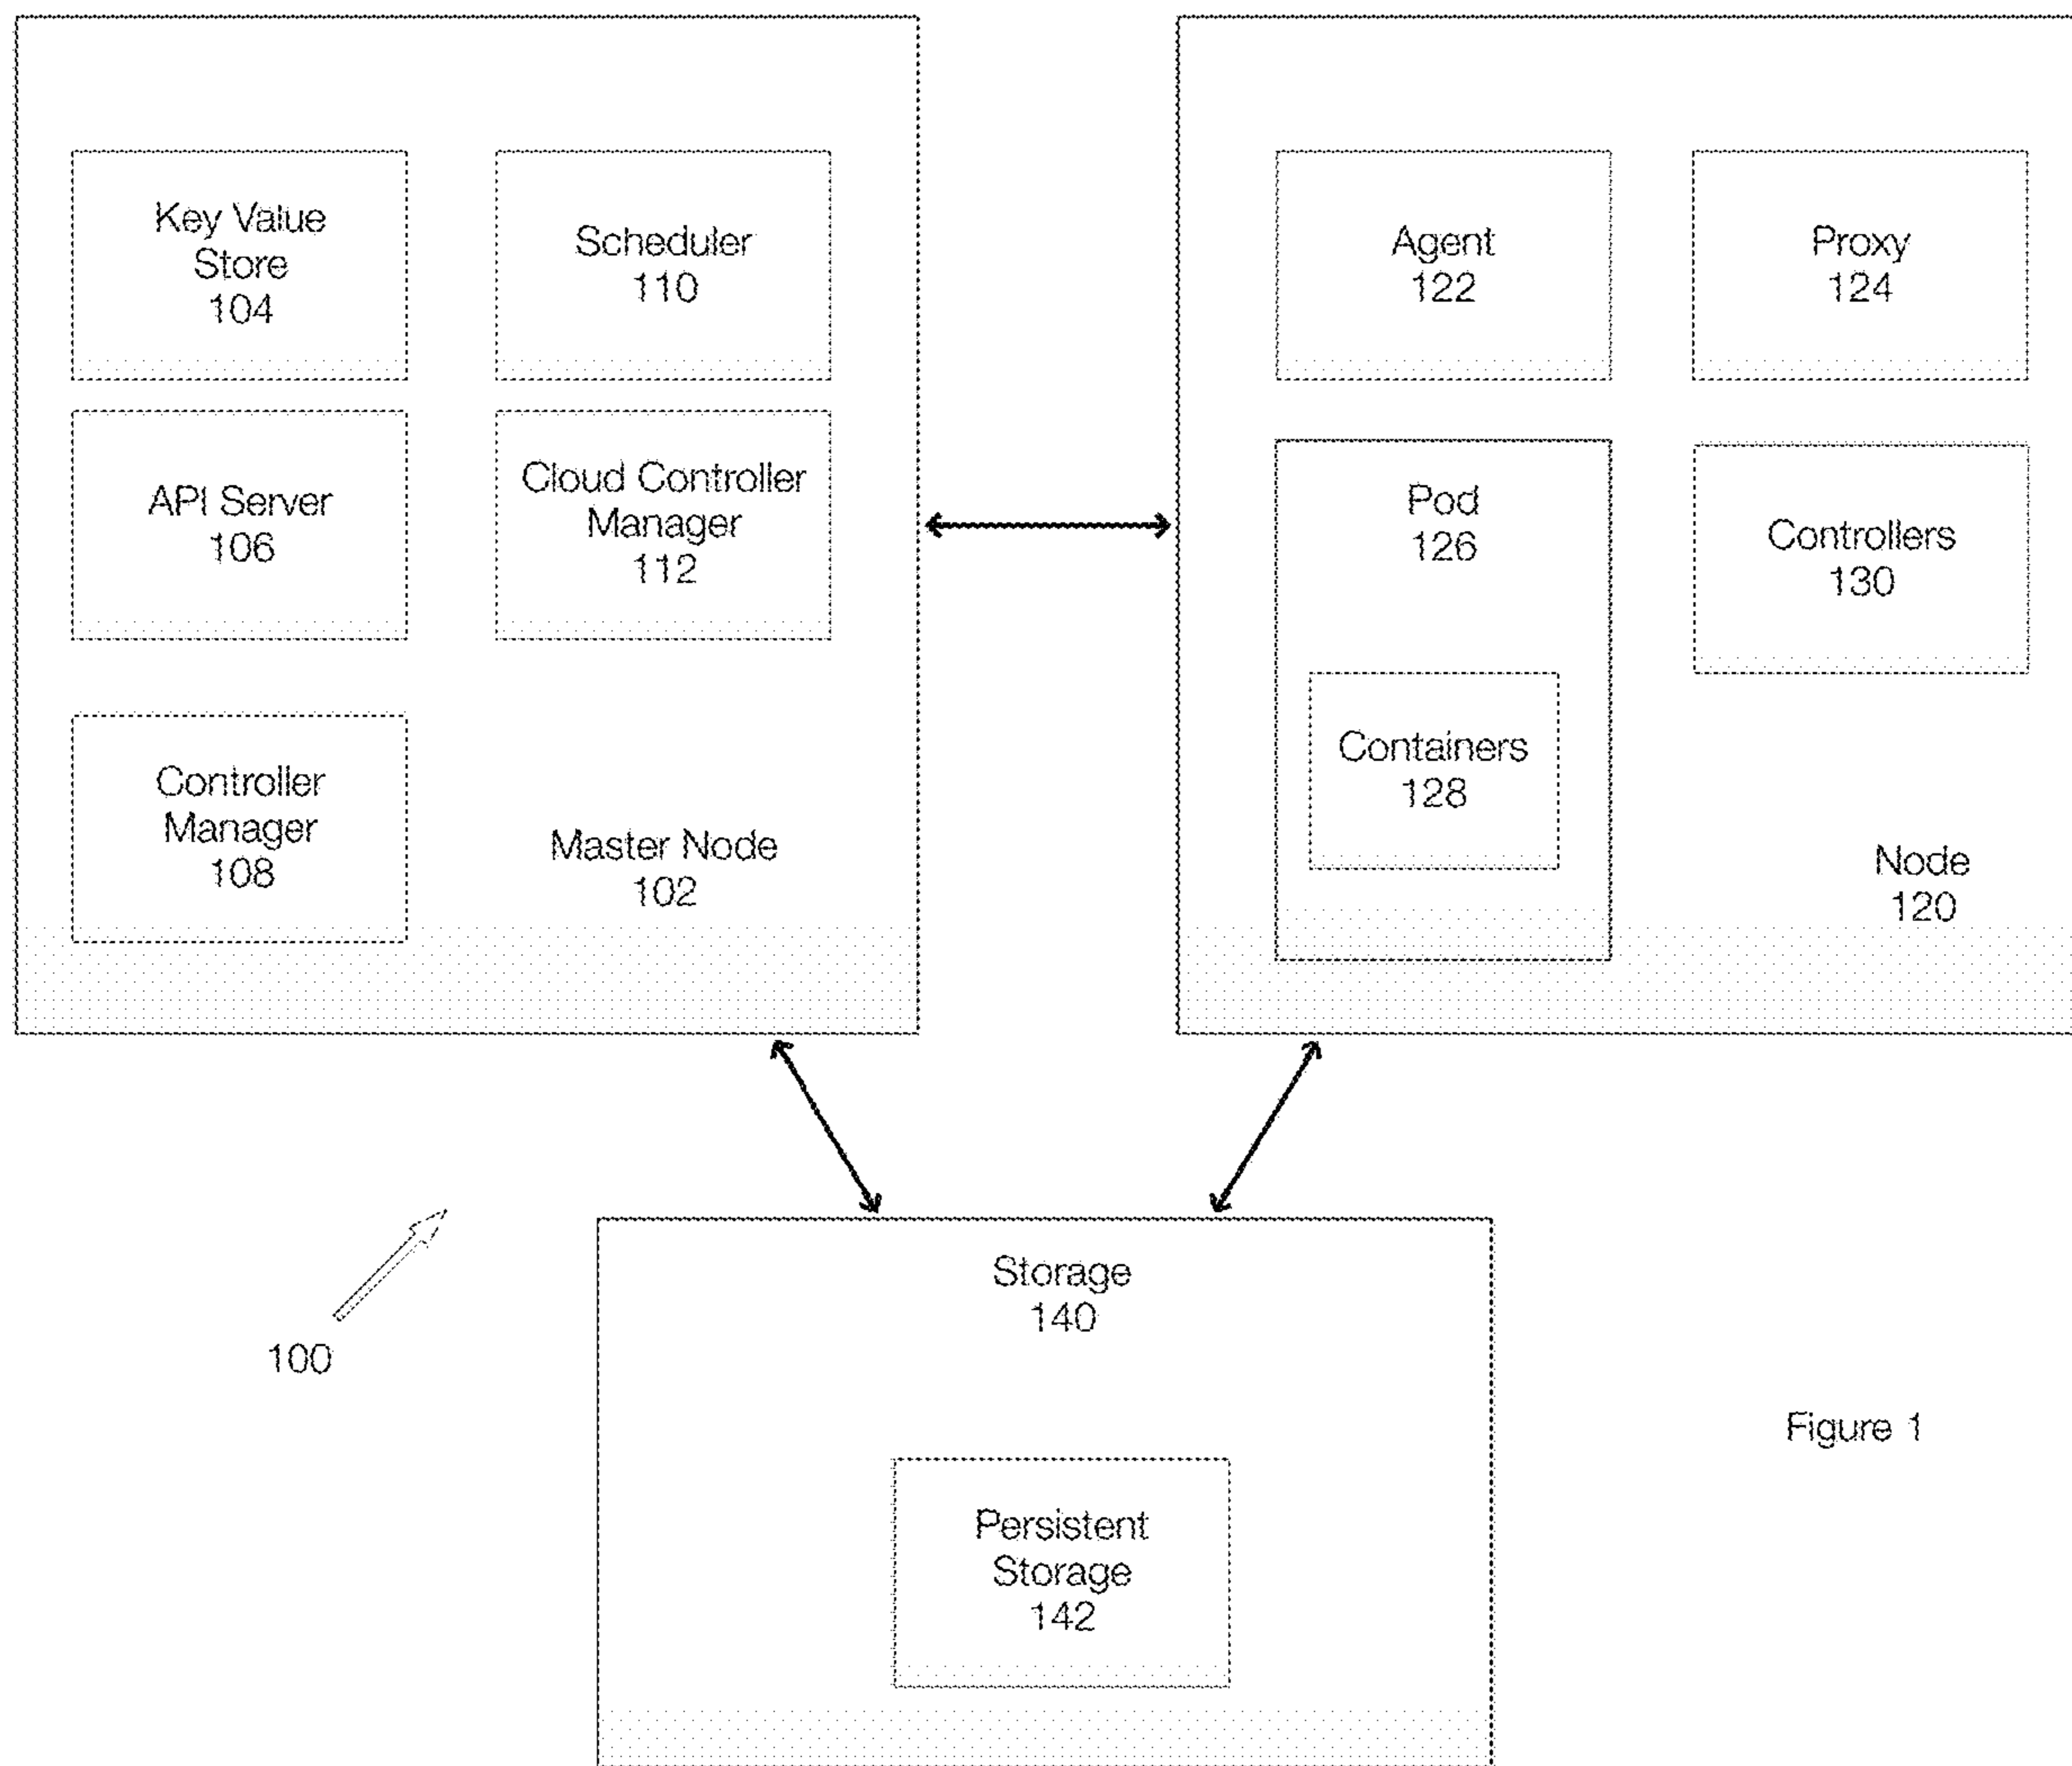 Key Value
Store
104
Scheduler
110
API Server
106
Cloud Controller
Manager
112
Controller
Manager
108
Master Node
102
Agent
122
Proxy
124
Pod
126
Controllers
130
Containers
128
Node
120
Storage
140
Persistent
Storage
142
100
Figure 1